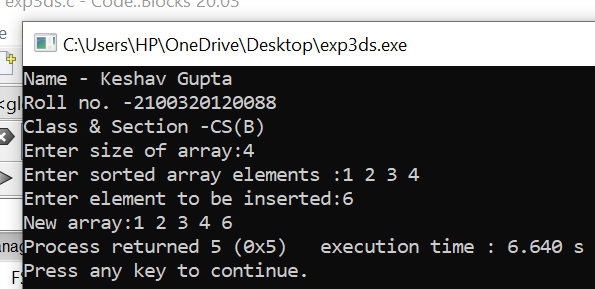 exp3ds.c - Code::Blocks 20.03
C:\Users\HP\OneDrive\Desktop\exp3ds.exe
Name - Keshav Gupta
Roll no. -2100320120088
Class & Section -CS(B)
Enter size of array:4
Enter sorted array elements :1 2 3 4
Enter element to be inserted:6
New array:1 2 3 4 6
Process returned 5 (0x5)   execution time : 6.640 s
Press any key to continue.